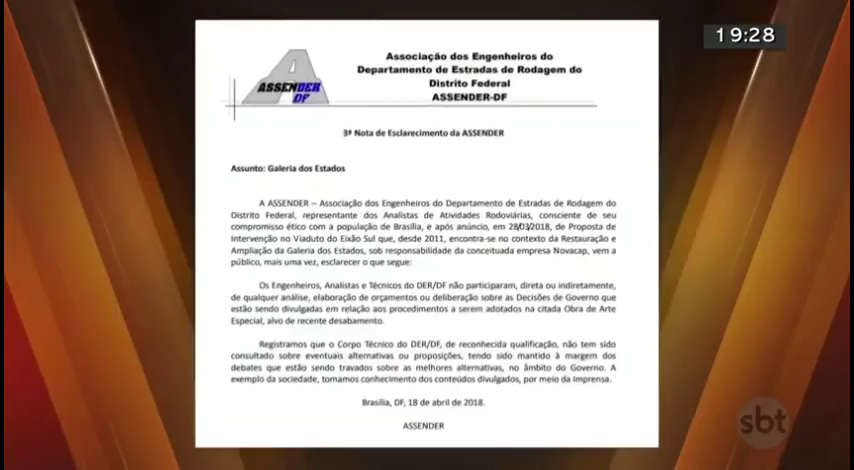 19:28
Associação dos Engenheiros do
Departamento de Estradas de Rodagem do
Distrito Federal
ASSENDER-DF
ASSENDER
DF
3ª Nota de Esclarecimento da ASSENDER
Assunto: Galeria dos Estados
A ASSENDER – Associação dos Engenheiros do Departamento de Estradas de Rodagem do
Distrito Federal, representante dos Analistas de Atividades Rodoviárias, consciente de seu
compromisso ético com a população de Brasília, e após anúncio, em 28/03/2018, de Proposta de
Intervenção no Viaduto do Eixão Sul que, desde 2011, encontra-se no contexto da Restauração e
Ampliação da Galeria dos Estados, sob responsabilidade da conceituada empresa Novacap, vem a
público, mais uma vez, esclarecer o que segue:
Os Engenheiros, Analistas e Técnicos do DER/DF não participaram, direta ou indiretamente,
de qualquer análise, elaboração de orçamentos ou deliberação sobre as Decisões de Governo que
estão sendo divulgadas em relação aos procedimentos a serem adotados na citada Obra de Arte
Especial, alvo de recente desabamento.
Registramos que o Corpo Técnico do DER/DF, de reconhecida qualificação, não tem sido
consultado sobre eventuais alternativas ou proposições, tendo sido mantido à margem dos
debates que estão sendo travados sobre as melhores alternativas, no âmbito do Governo. A
exemplo da sociedade, tomamos conhecimento dos conteúdos divulgados, por meio da Imprensa.
Brasília, DF, 18 de abril de 2018.
ASSENDER
sbt